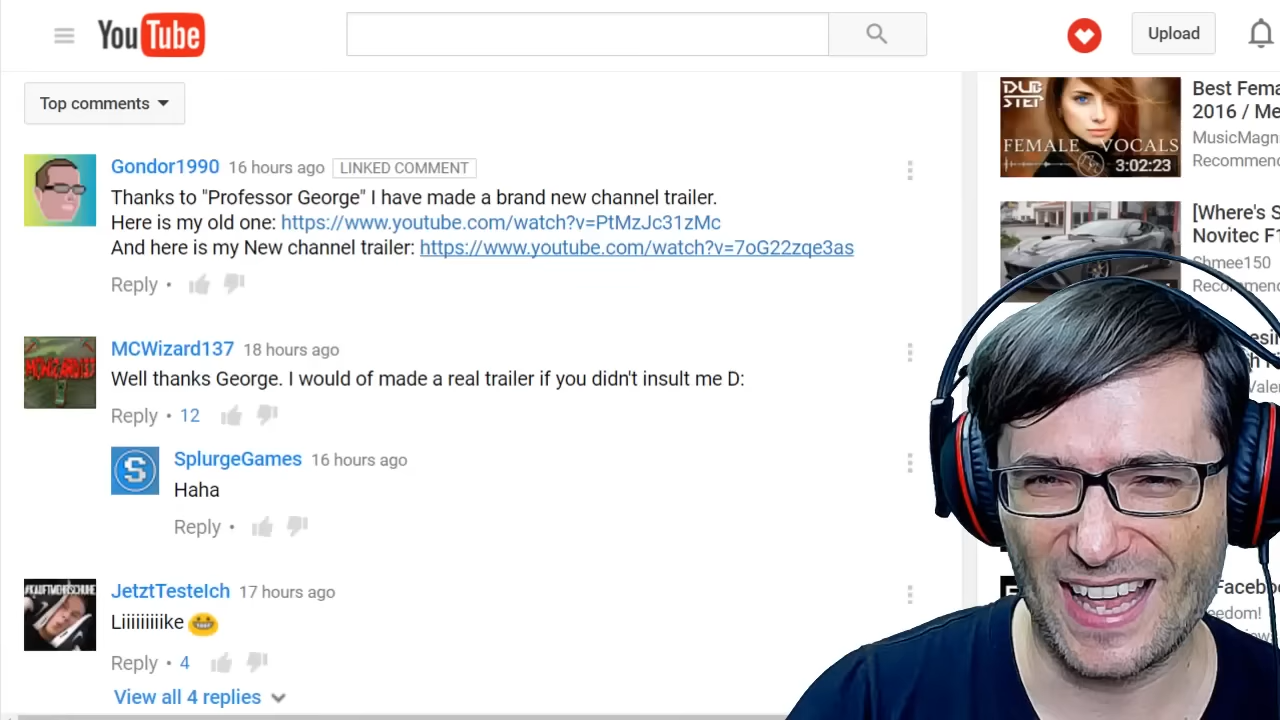 YouTube
Upload
Top comments
Gondor1990 16 hours ago LINKED COMMENT
Thanks to "Professor George" I have made a brand new channel trailer.
Here is my old one: https://www.youtube.com/watch?v=PtMzJc31zMc
And here is my New channel trailer: https://www.youtube.com/watch?v=7oG22zqe3as
Reply •
MCWizard137 18 hours ago
Well thanks George. I would of made a real trailer if you didn't insult me D:
Reply • 12
SplurgeGames 16 hours ago
Haha
Reply •
JetztTesteIch 17 hours ago
Liiiiiiiiike 😁
Reply • 4
View all 4 replies
DUB
STEP
FEMALE VOCALS
3:02:23
Best Fema
2016 / Me
MusicMagn
Recommen
[Where's S
Novitec F1
Shmee150
Recommen
Facebo
eedom!